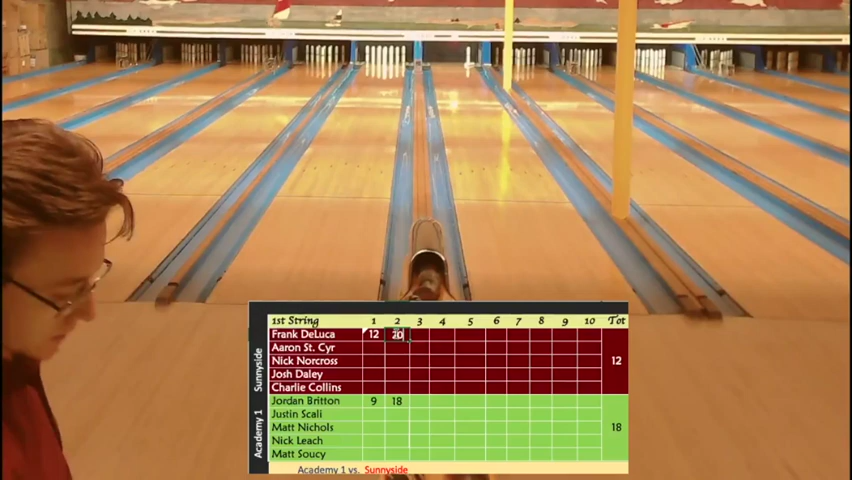 1st String 1 2 3 4 5 6 7 8 9 10 Tot
Frank DeLuca 12 20
Aaron St. Cyr
Nick Norcross 12
Josh Daley
Charlie Collins
Sunnyside
Jordan Britton 9 18
Justin Scali
Matt Nichols 18
Nick Leach
Matt Soucy
Academy 1
Academy 1 vs. Sunnyside